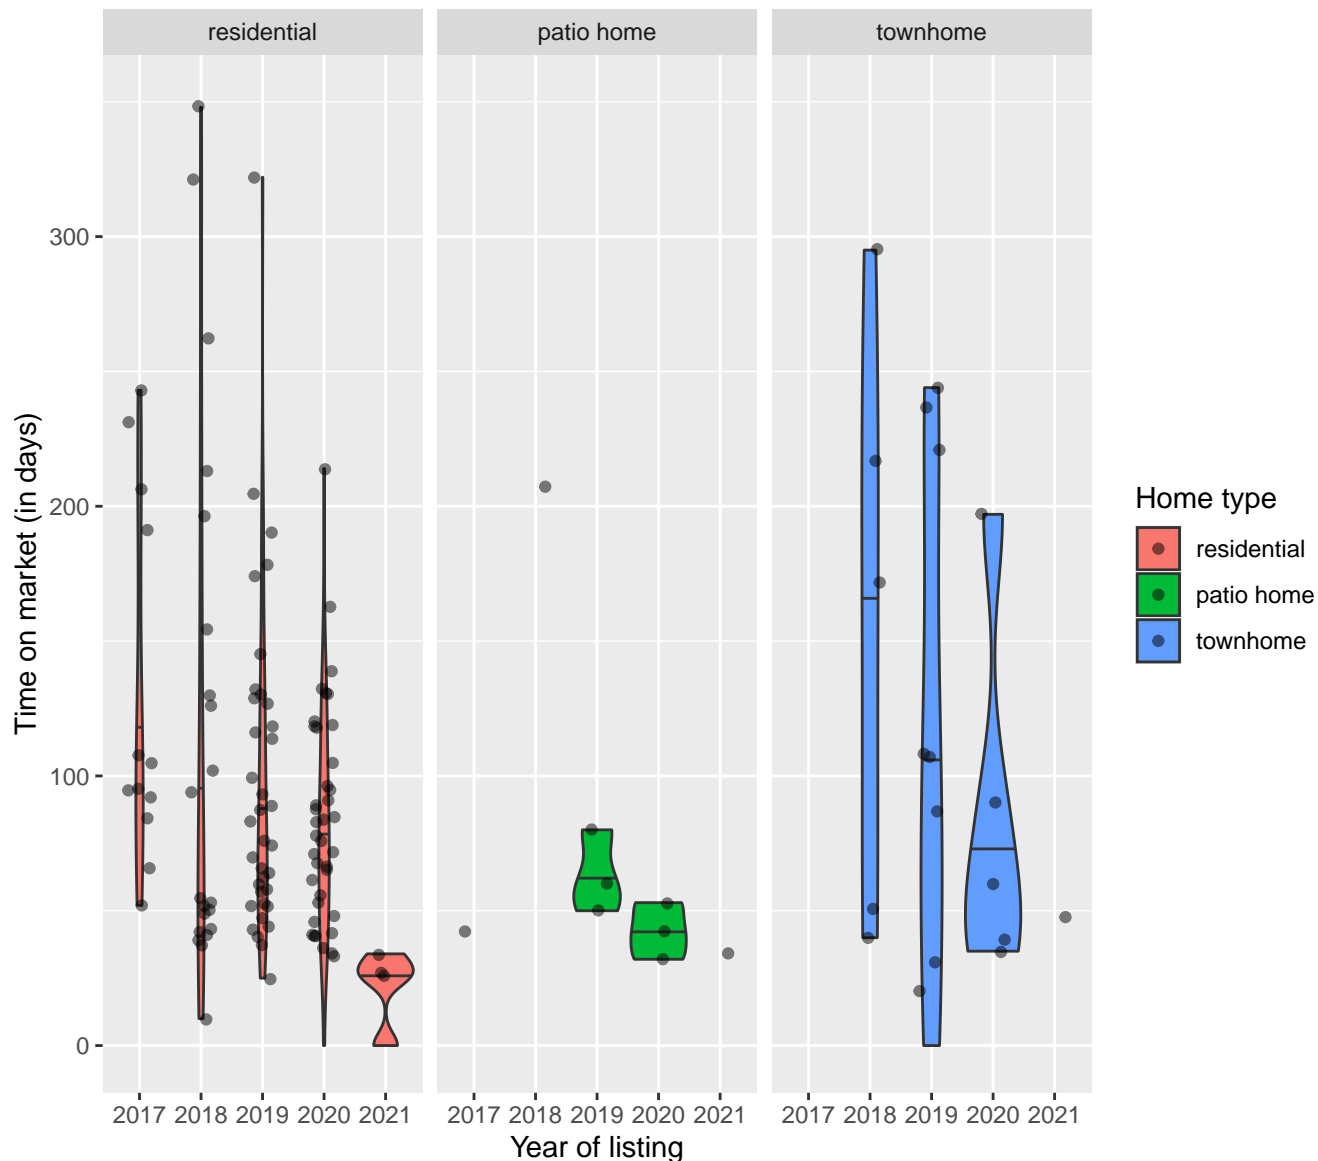 residential patio home townhome
300
200
100
0
Time on market (in days)
2017 2018 2019 2020 2021 2017 2018 2019 2020 2021 2017 2018 2019 2020 2021
Year of listing
Home type
residential
patio home
townhome